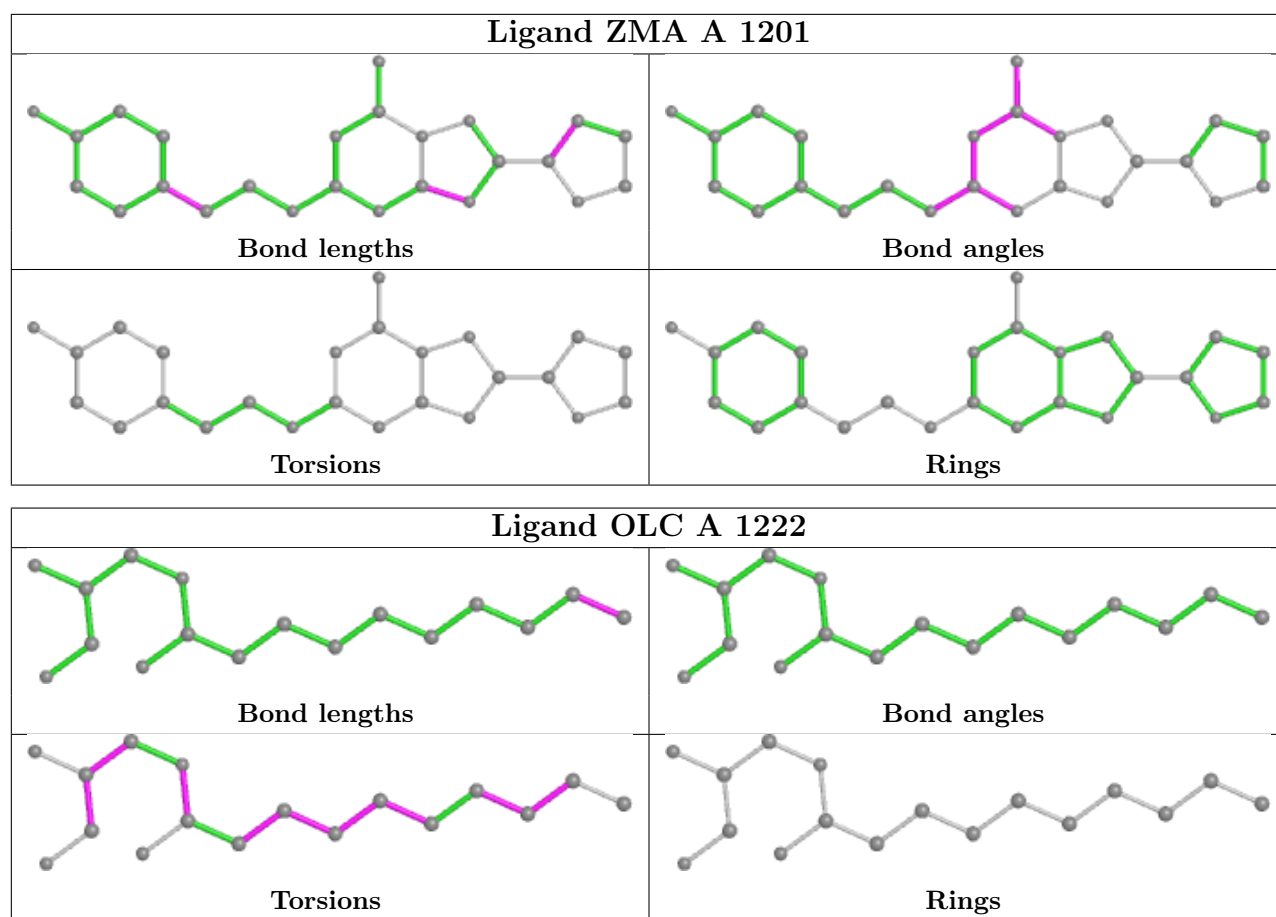 Ligand ZMA A 1201
Bond lengths
Bond angles
Torsions
Rings
Ligand OLC A 1222
Bond lengths
Bond angles
Torsions
Rings